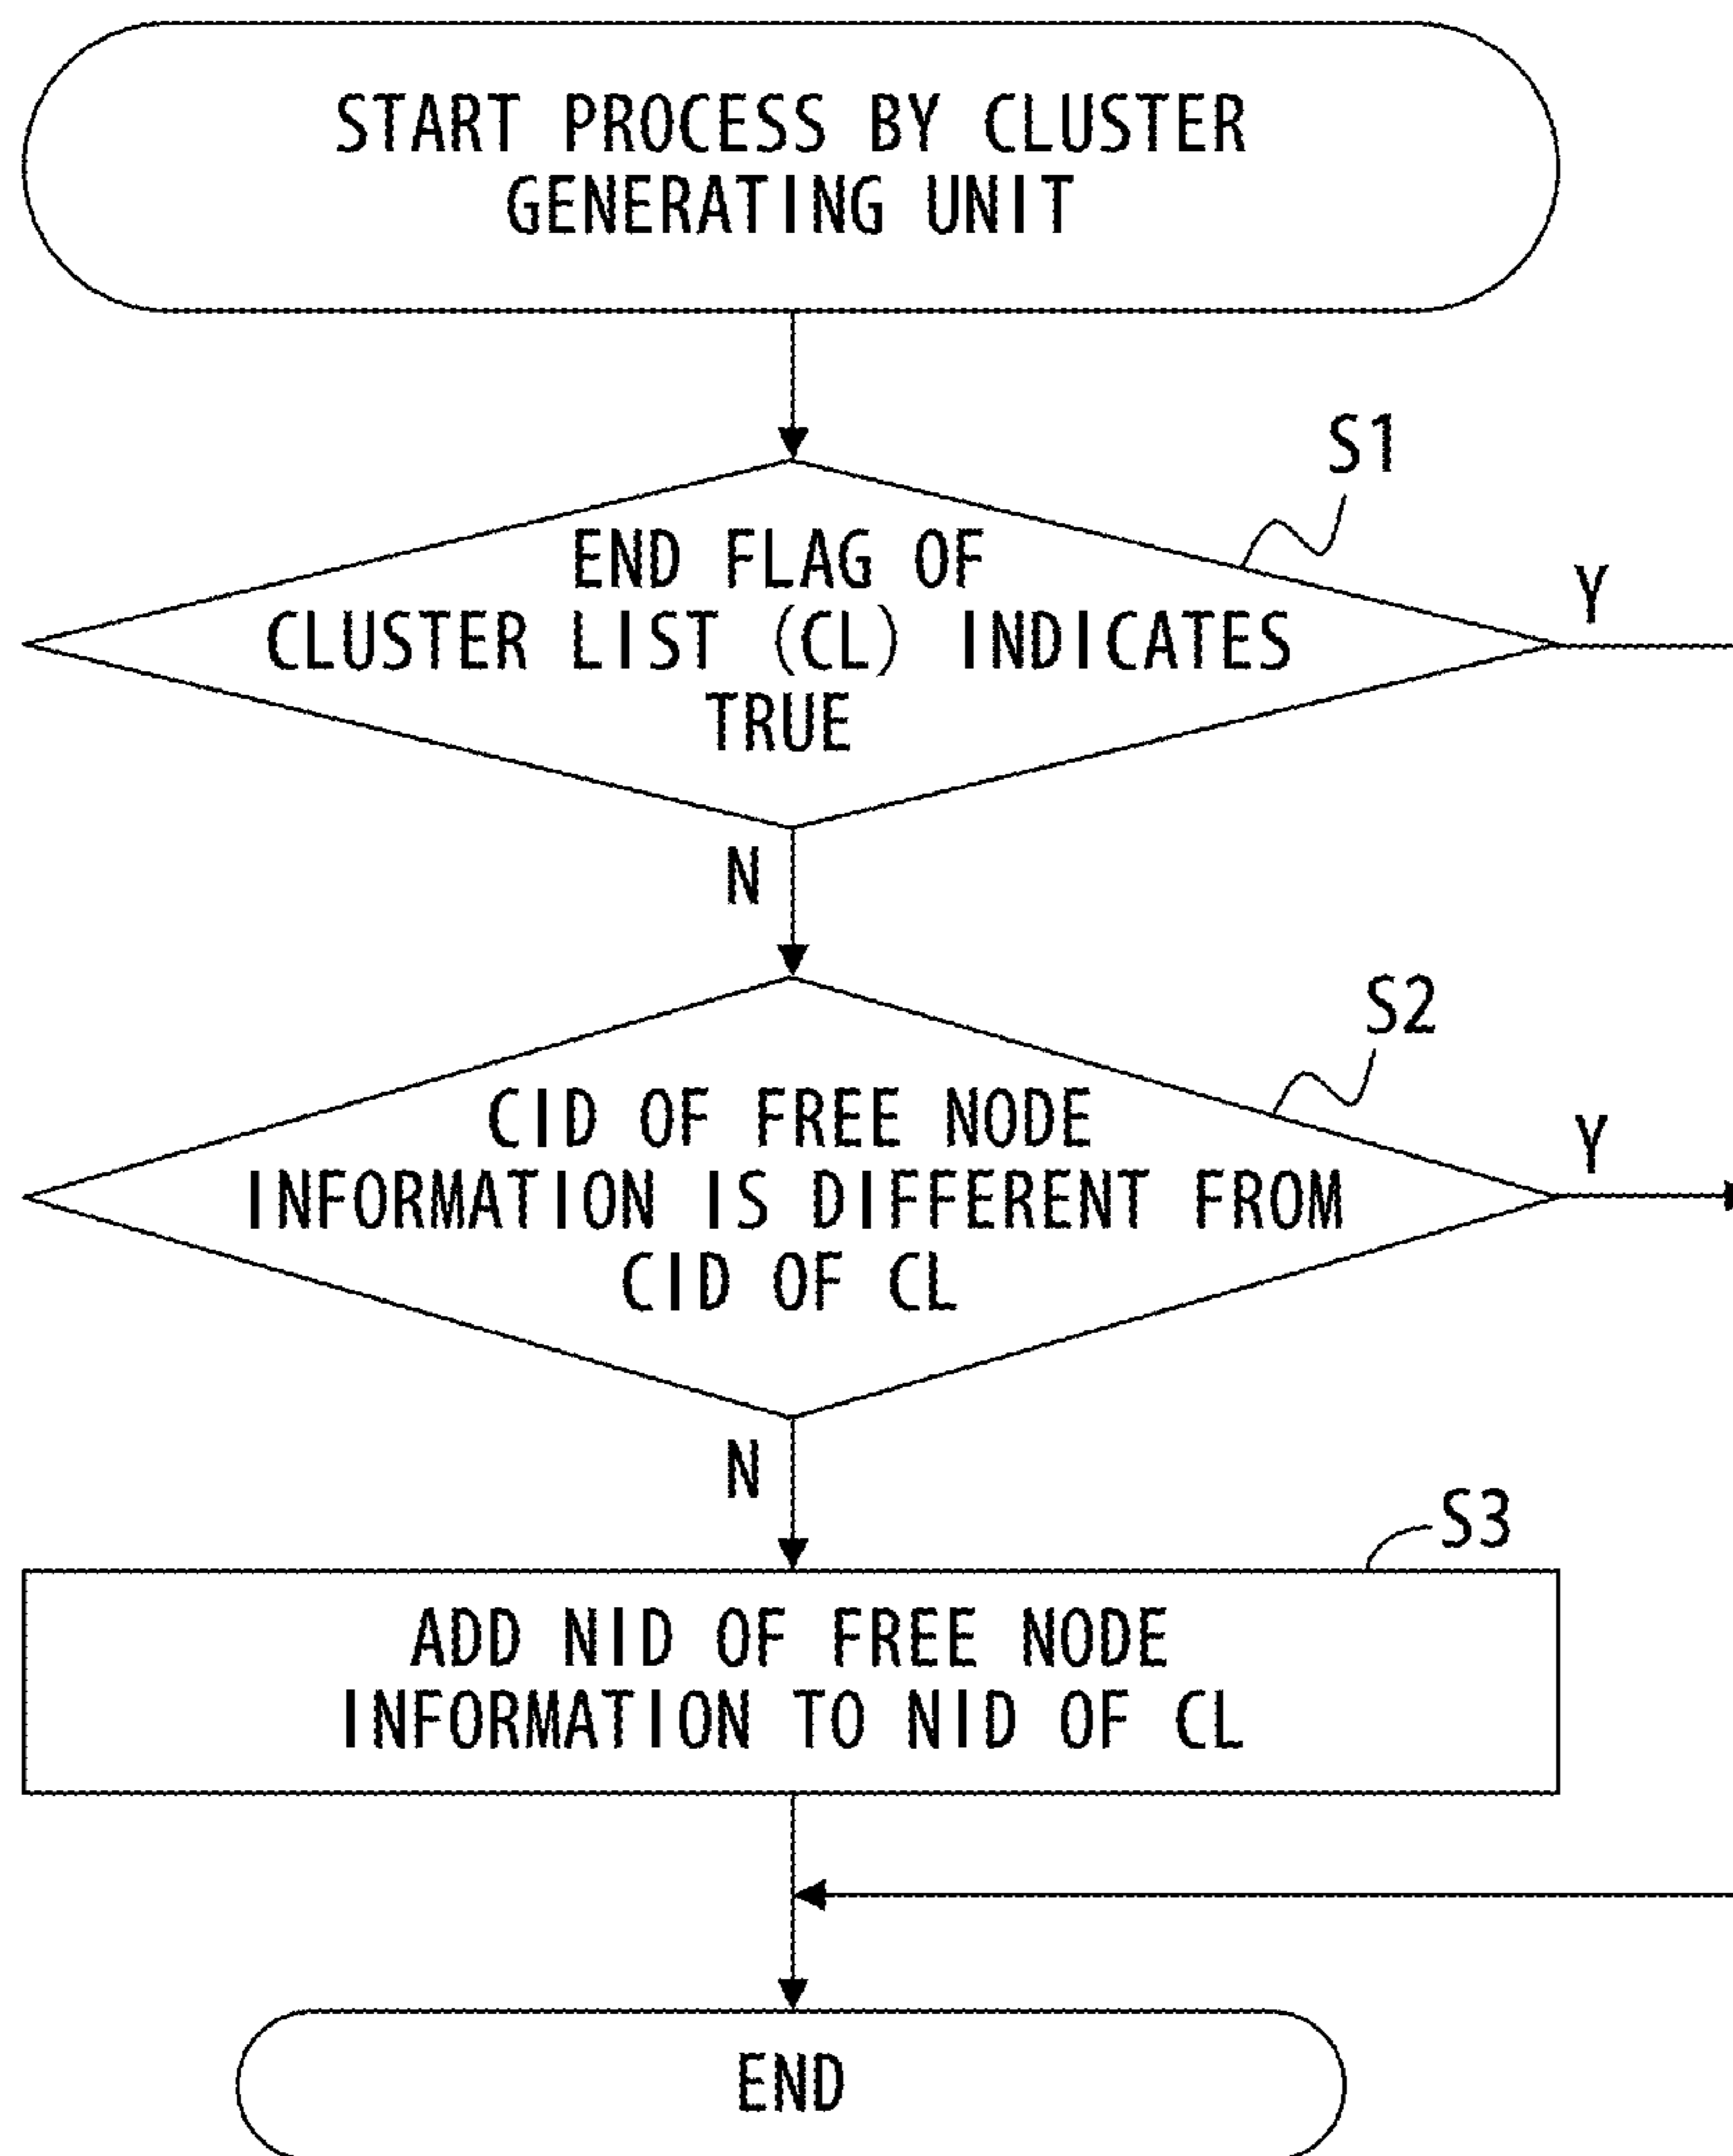 START PROCESS BY CLUSTER
GENERATING UNIT
S1
END FLAG OF
CLUSTER LIST (CL) INDICATES
TRUE
Y
N
S2
CID OF FREE NODE
INFORMATION IS DIFFERENT FROM
CID OF CL
Y
N
S3
ADD NID OF FREE NODE
INFORMATION TO NID OF CL
END